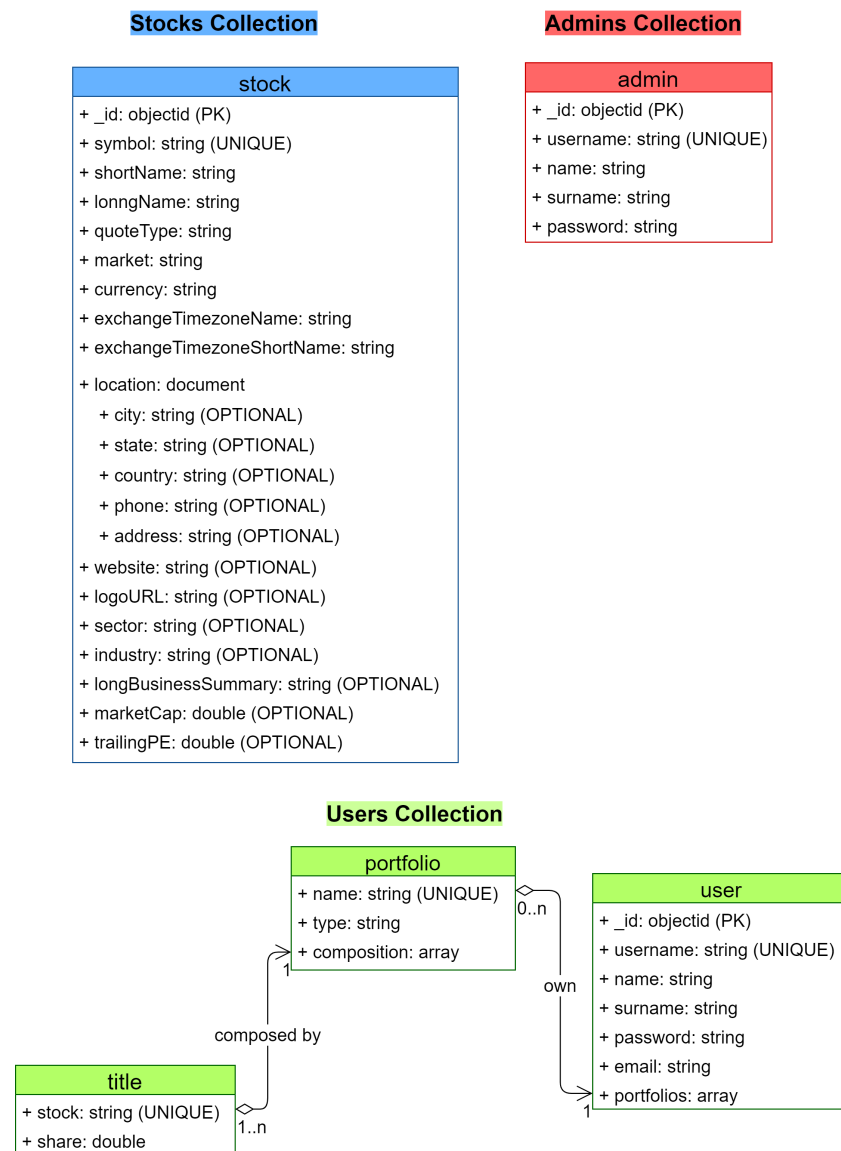 Stocks Collection
stock
+ _id: objectid (PK)
+ symbol: string (UNIQUE)
+ shortName: string
+ lonngName: string
+ quoteType: string
+ market: string
+ currency: string
+ exchangeTimezoneName: string
+ exchangeTimezoneShortName: string
+ location: document
+ city: string (OPTIONAL)
+ state: string (OPTIONAL)
+ country: string (OPTIONAL)
+ phone: string (OPTIONAL)
+ address: string (OPTIONAL)
+ website: string (OPTIONAL)
+ logoURL: string (OPTIONAL)
+ sector: string (OPTIONAL)
+ industry: string (OPTIONAL)
+ longBusinessSummary: string (OPTIONAL)
+ marketCap: double (OPTIONAL)
+ trailingPE: double (OPTIONAL)
Admins Collection
admin
+ _id: objectid (PK)
+ username: string (UNIQUE)
+ name: string
+ surname: string
+ password: string
Users Collection
portfolio
+ name: string (UNIQUE)
+ type: string
+ composition: array
0..n
own
1
user
+ _id: objectid (PK)
+ username: string (UNIQUE)
+ name: string
+ surname: string
+ password: string
+ email: string
+ portfolios: array
1
composed by
1..n
title
+ stock: string (UNIQUE)
+ share: double